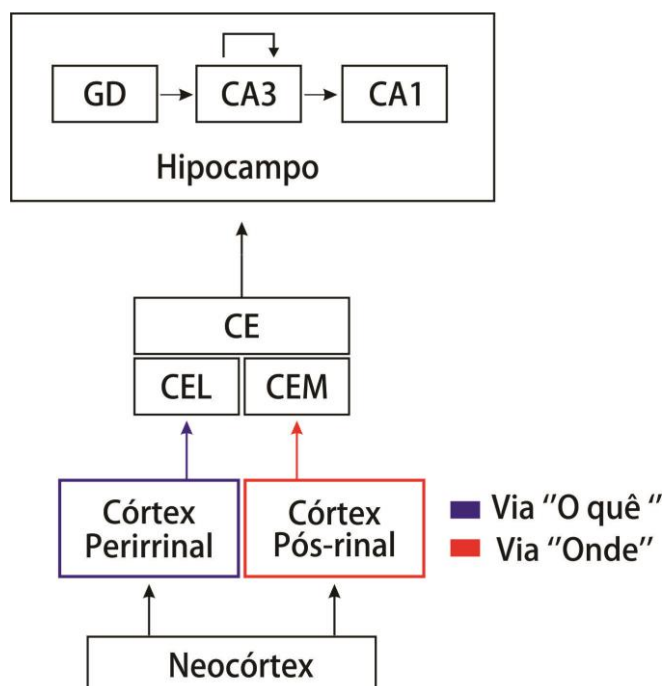 GD CA3 CA1
Hipocampo
CE
CEL CEM
Córtex Perirrinal
Córtex Pós-rinal
Via "O quê "
Via "Onde"
Neocórtex